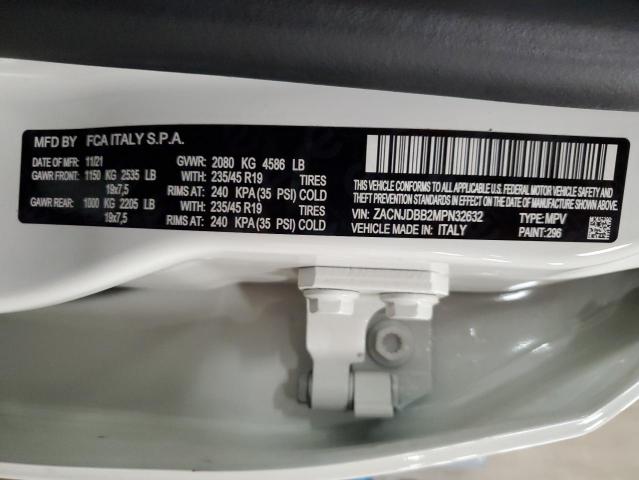 MFD BY FCA ITALY S.P.A.
DATE OF MFR: 11/21 GVWR: 2080 KG 4586 LB
GAWR FRONT: 1150 KG 2535 LB WITH: 235/45 R19 TIRES
19x7,5 RIMS AT: 240 KPA (35 PSI) COLD
GAWR REAR: 1000 KG 2205 LB WITH: 235/45 R19 TIRES
19x7,5 RIMS AT: 240 KPA (35 PSI) COLD
THIS VEHICLE CONFORMS TO ALL APPLICABLE U.S. FEDERAL MOTOR VEHICLE SAFETY AND
THEFT PREVENTION STANDARDS IN EFFECT ON THE DATE OF MANUFACTURE SHOWN ABOVE.
VIN: ZACNJDBB2MPN32632 TYPE: MPV
VEHICLE MADE IN: ITALY PAINT: 296